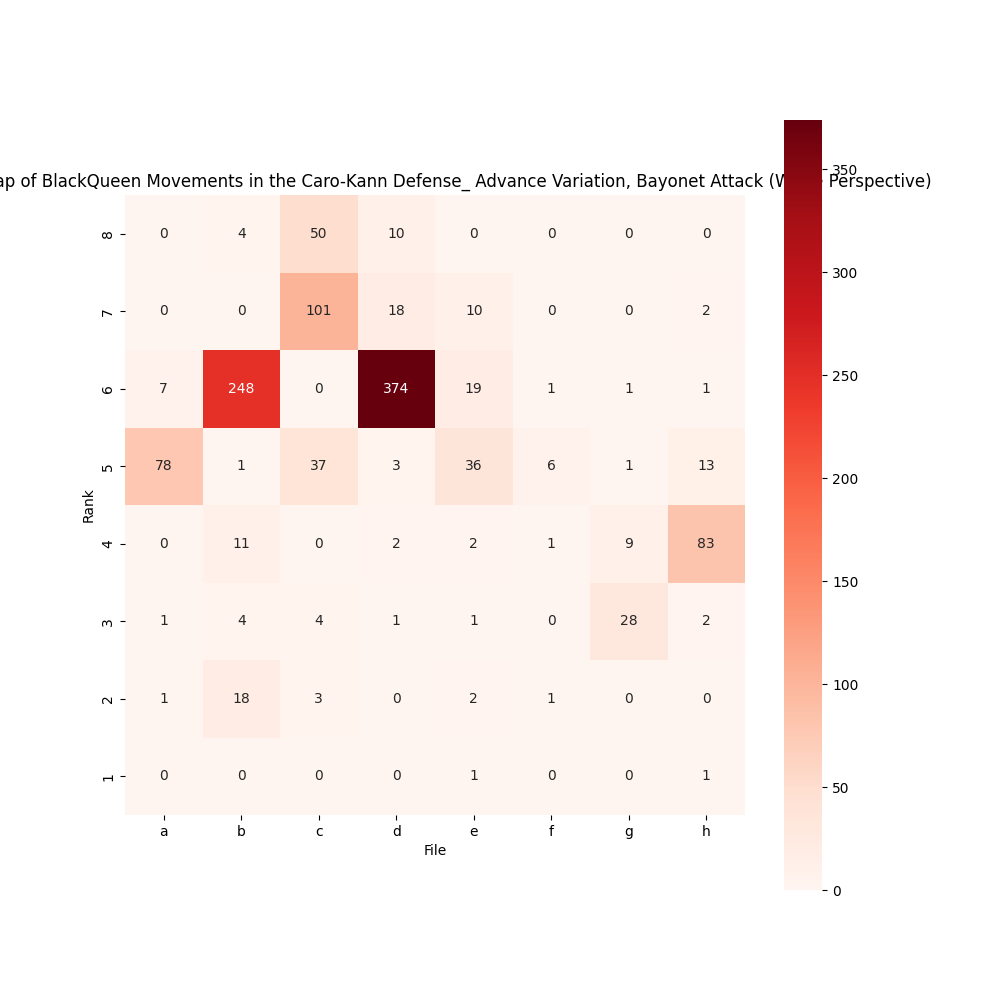 ap of BlackQueen Movements in the Caro-Kann Defense_ Advance Variation, Bayonet Attack (W Perspective)
8 0 4 50 10 0 0 0 0
7 0 0 101 18 10 0 0 2
6 7 248 0 374 19 1 1 1
5 78 1 37 3 36 6 1 13
4 0 11 0 2 2 1 9 83
3 1 4 4 1 1 0 28 2
2 1 18 3 0 2 1 0 0
1 0 0 0 0 1 0 0 1
a b c d e f g h
File
Rank
350
300
250
200
150
100
50
0